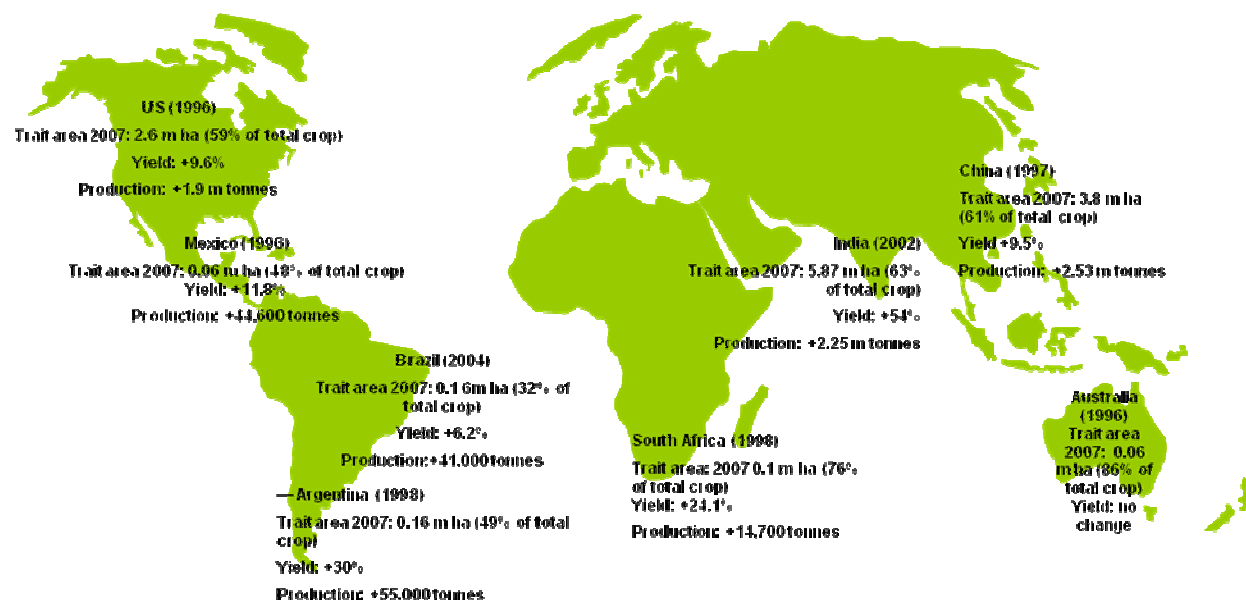 US (1996)
Trait area 2007: 2.6 m ha (59% of total crop)
Yield: +9.6%
Production: +1.9 m tonnes
Mexico (1996)
Trait area 2007: 0.06 m ha (48% of total crop)
Yield: +11.8%
Production: +44,600 tonnes
Brazil (2004)
Trait area 2007: 0.16m ha (32% of
total crop)
Yield: +6.2%
Production:+41.000 tonnes
Argentina (1998)
Trait area 2007: 0.16 m ha (49% of total
crop)
Yield: +30%
Production: +55,000 tonnes
South Africa (1998)
Trait area: 2007 0.1 m ha (76%
of total crop)
Yield: +24.1%
Production: +14,700 tonnes
India (2002)
Trait area 2007: 5.87 m ha (63%
of total crop)
Yield: +54%
Production: +2.25 m tonnes
China (1997)
Trait area 2007: 3.8 m ha
(61% of total crop)
Yield +9.5%
Production: +2.53 m tonnes
Australia
(1996)
Trait area
2007: 0.06
m ha (86% of
total crop)
Yield: no
change